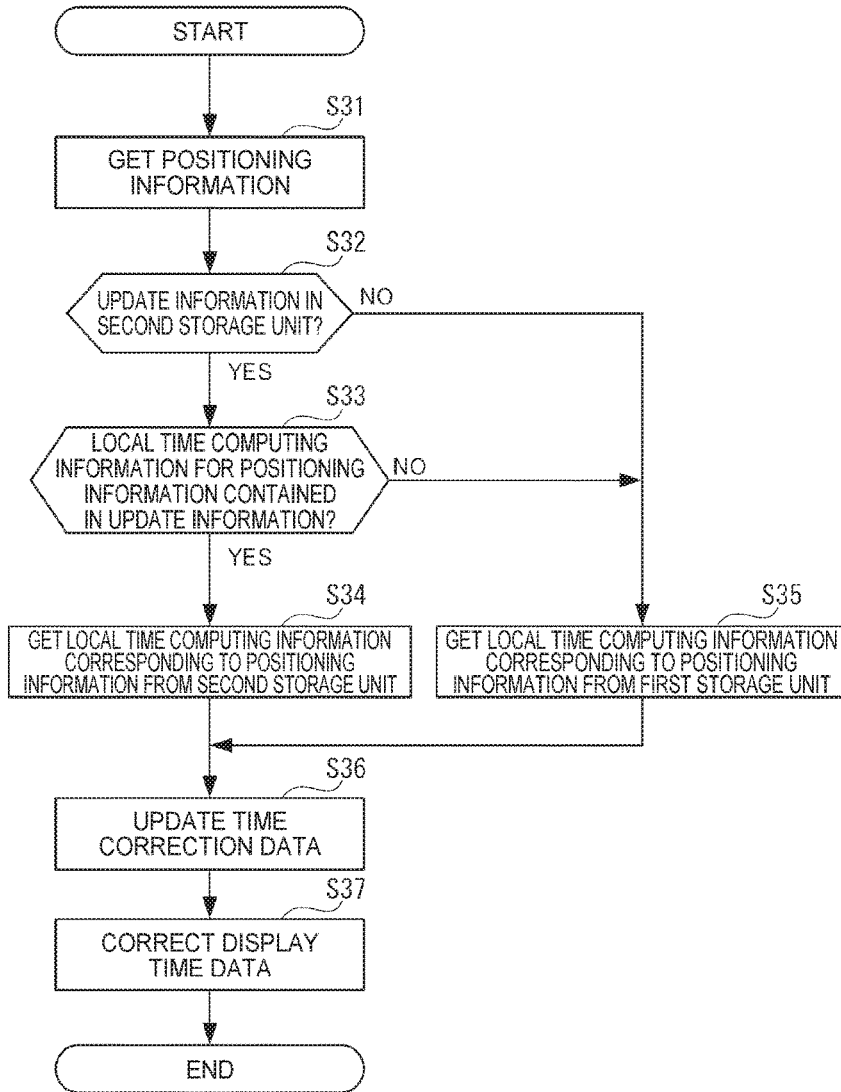 START
S31
GET POSITIONING
INFORMATION
S32
UPDATE INFORMATION IN
SECOND STORAGE UNIT?
NO
YES
S33
LOCAL TIME COMPUTING
INFORMATION FOR POSITIONING
INFORMATION CONTAINED
IN UPDATE INFORMATION?
NO
YES
S34
GET LOCAL TIME COMPUTING INFORMATION
CORRESPONDING TO POSITIONING
INFORMATION FROM SECOND STORAGE UNIT
S35
GET LOCAL TIME COMPUTING INFORMATION
CORRESPONDING TO POSITIONING
INFORMATION FROM FIRST STORAGE UNIT
S36
UPDATE TIME
CORRECTION DATA
S37
CORRECT DISPLAY
TIME DATA
END